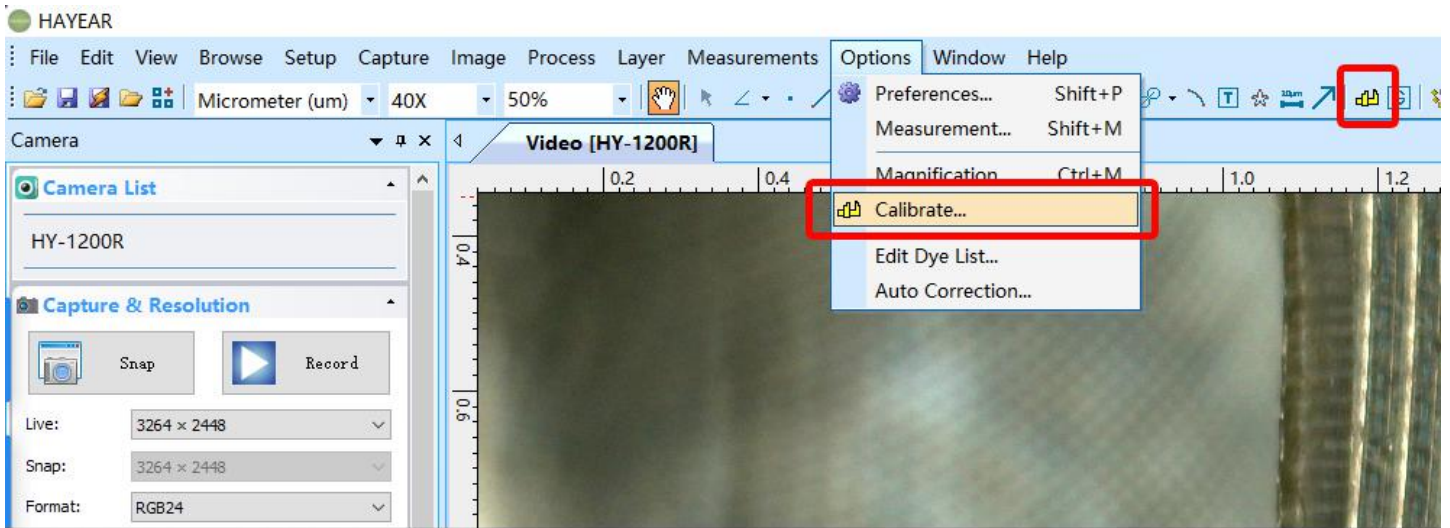 HAYEAR
File Edit View Browse Setup Capture Image Process Layer Measurements Options Window Help
Micrometer (um) 40X 50%
Preferences... Shift+P
Measurement... Shift+M
Magnification... Ctrl+M
Calibrate...
Edit Dye List...
Auto Correction...
Camera
Video [HY-1200R]
0.2 0.4 1.0 1.2
0.4
0.6
Camera List
HY-1200R
Capture & Resolution
Snap Record
Live: 3264 × 2448
Snap: 3264 × 2448
Format: RGB24